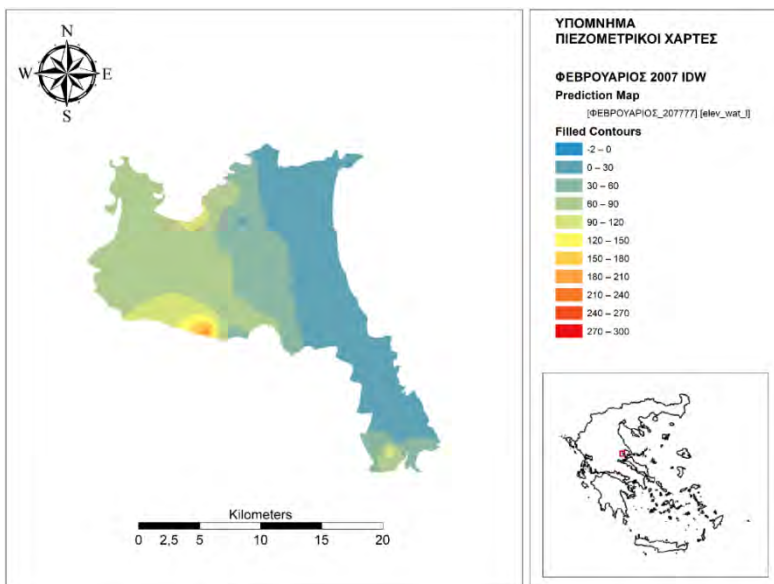 N
W E
S
Kilometers
0 2,5 5 10 15 20
ΥΠΟΜΝΗΜΑ
ΠΙΕΖΟΜΕΤΡΙΚΟΙ ΧΑΡΤΕΣ
ΦΕΒΡΟΥΑΡΙΟΣ 2007 IDW
Prediction Map
[ΦΕΒΡΟΥΑΡΙΟΣ_207777] [elev_wat_l]
Filled Contours
-2 – 0
0 – 30
30 – 60
60 – 90
90 – 120
120 – 150
150 – 180
180 – 210
210 – 240
240 – 270
270 – 300